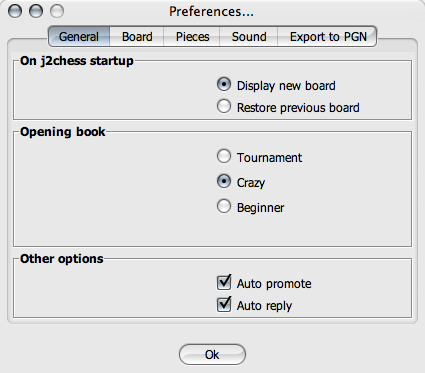 Preferences...
General Board Pieces Sound Export to PGN
On j2chess startup
Display new board
Restore previous board
Opening book
Tournament
Crazy
Beginner
Other options
Auto promote
Auto reply
Ok